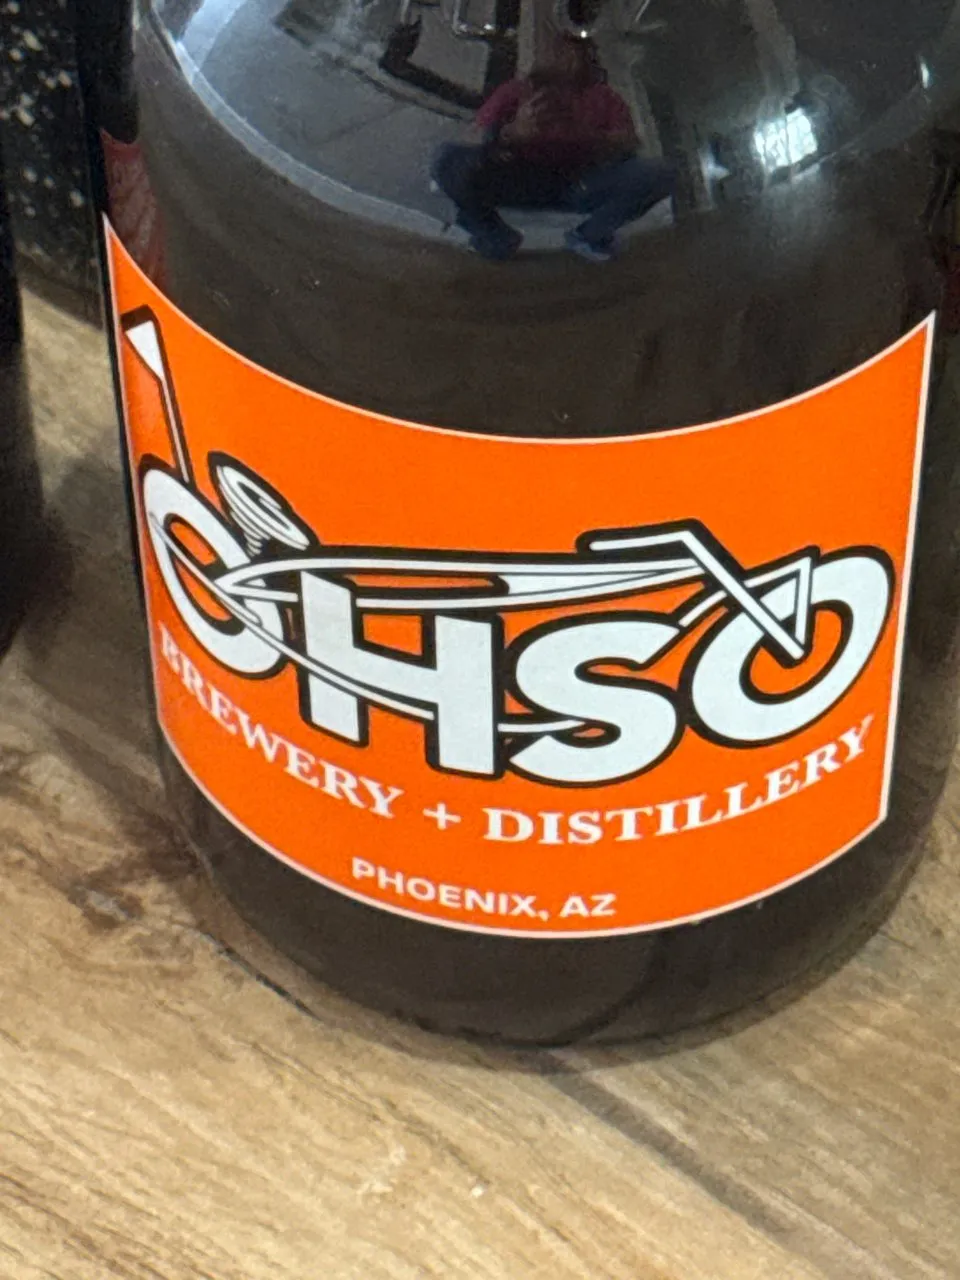 OHSO
BREWERY + DISTILLERY
PHOENIX, AZ